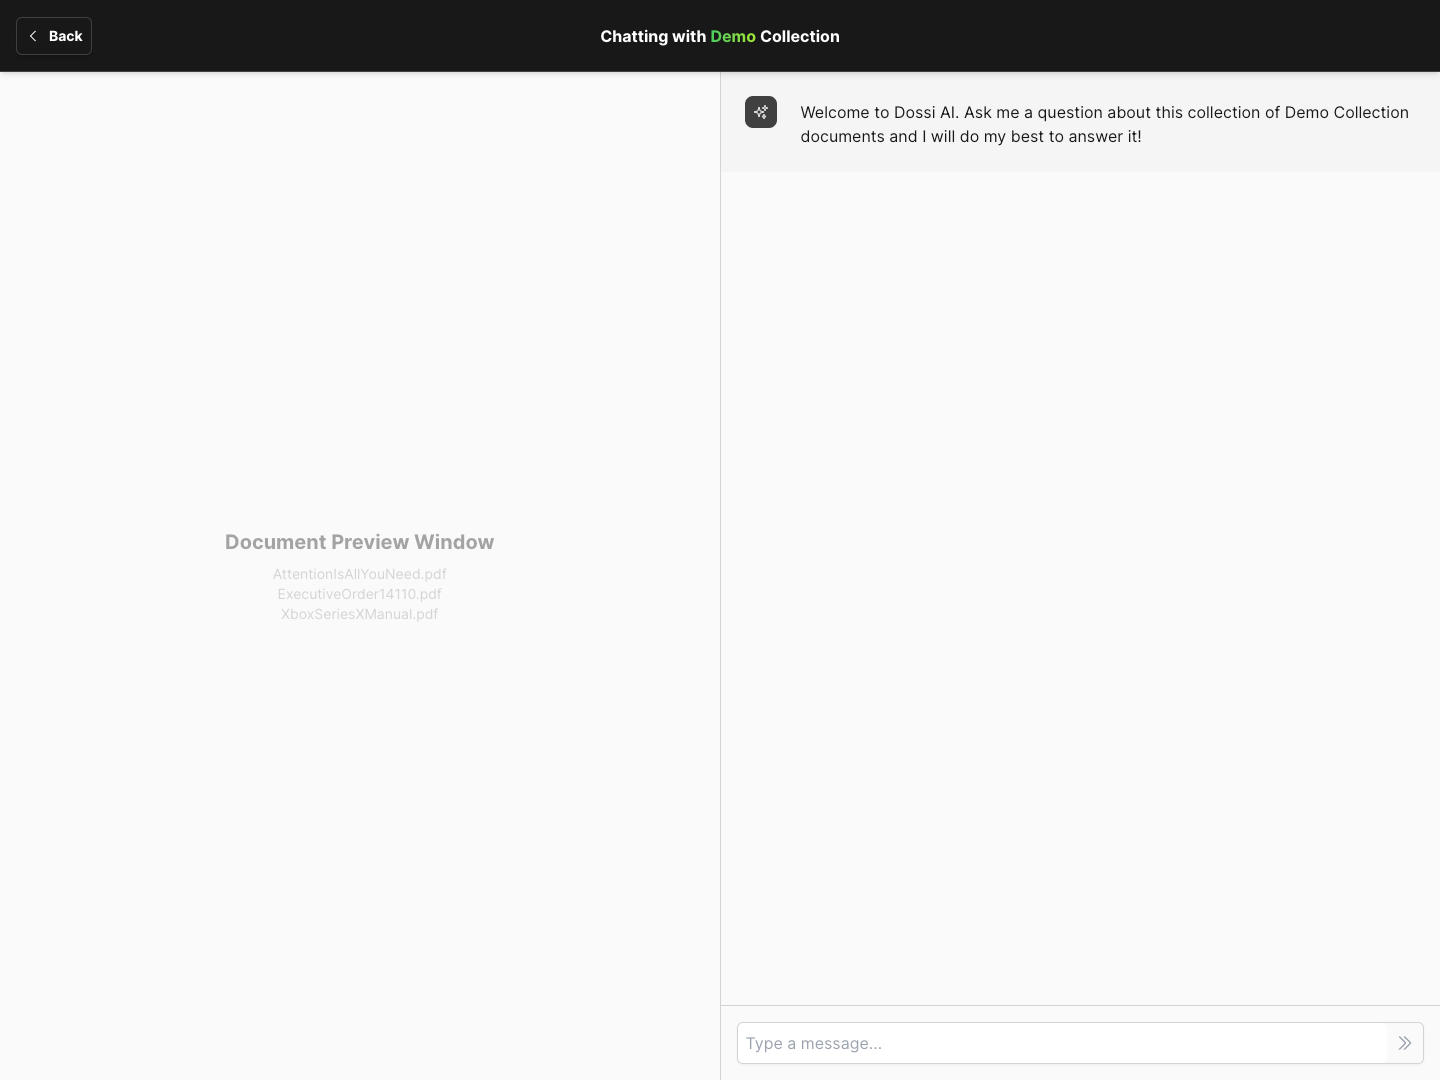 Back
Chatting with Demo Collection
Welcome to Dossi AI. Ask me a question about this collection of Demo Collection
documents and I will do my best to answer it!
Document Preview Window
AttentionIsAllYouNeed.pdf
ExecutiveOrder14110.pdf
XboxSeriesXManual.pdf
Type a message...